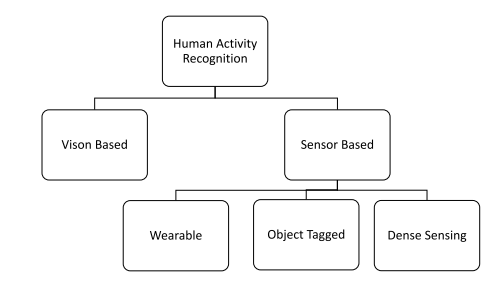 Human Activity
Recognition
Vison Based
Sensor Based
Wearable
Object Tagged
Dense Sensing